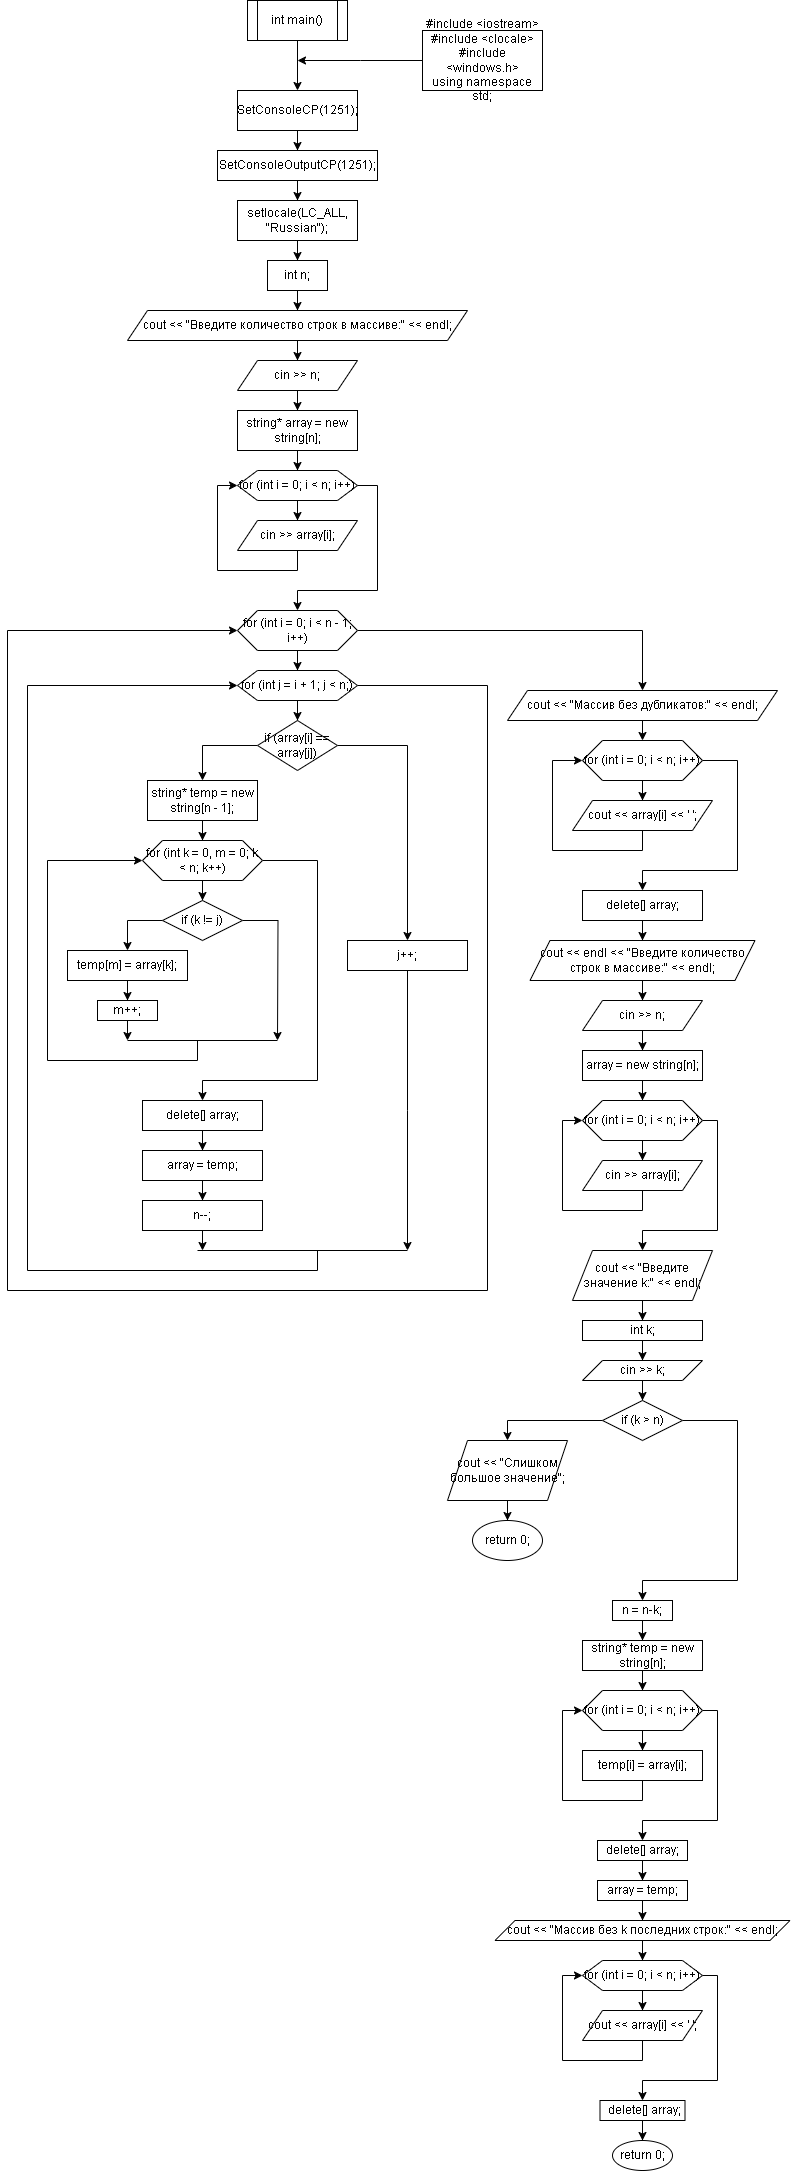 int main()
#include <iostream>
#include <clocale>
#include
<windows.h>
using namespace
std;
SetConsoleCP(1251);
SetConsoleOutputCP(1251);
setlocale(LC_ALL,
"Russian");
int n;
cout << "Введите количество строк в массиве:" << endl;
cin >> n;
string* array = new
string[n];
for (int i = 0; i < n; i++)
cin >> array[i];
for (int i = 0; i < n - 1;
i++)
for (int j = i + 1; j < n;)
if (array[i] ==
array[j])
string* temp = new
string[n - 1];
for (int k = 0, m = 0; k
< n; k++)
if (k != j)
temp[m] = array[k];
m++;
j++;
delete[] array;
array = temp;
n--;
cout << "Массив без дубликатов:" << endl;
for (int i = 0; i < n; i++)
cout << array[i] << ' ';
delete[] array;
cout << endl << "Введите количество
строк в массиве:" << endl;
cin >> n;
array = new string[n];
for (int i = 0; i < n; i++)
cin >> array[i];
cout << "Введите
значение k:" << endl;
int k;
cin >> k;
if (k > n)
cout << "Слишком
большое значение";
return 0;
n = n-k;
string* temp = new
string[n];
for (int i = 0; i < n; i++)
temp[i] = array[i];
delete[] array;
array = temp;
cout << "Массив без k последних строк:" << endl;
for (int i = 0; i < n; i++)
cout << array[i] << ' ';
delete[] array;
return 0;